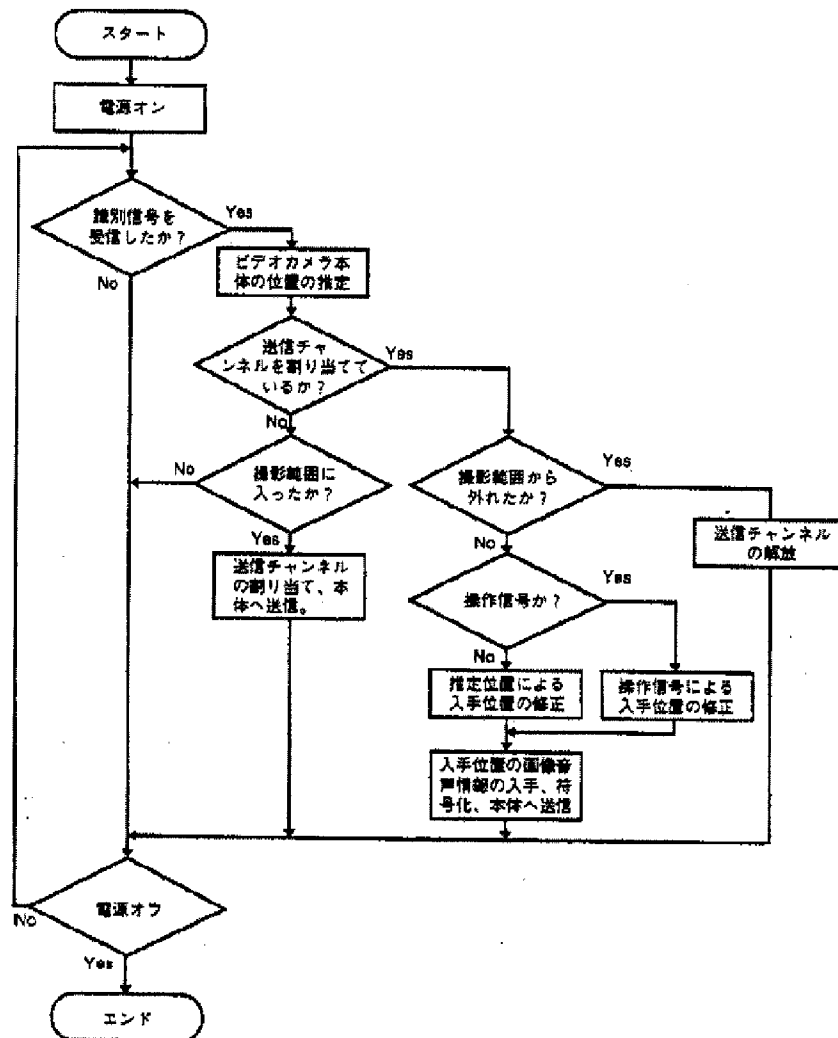 スタート
電源オン
識別信号を
受信したか？
Yes
No
ビデオカメラ本
体の位置の推定
送信チャ
ンネルを割り当てて
いるか？
Yes
No
撮影範囲に
入ったか？
No
Yes
送信チャンネル
の割り当て、本
体へ送信。
撮影範囲から
外れたか？
Yes
No
送信チャンネル
の解放
操作信号か？
Yes
No
推定位置による
入手位置の修正
操作信号による
入手位置の修正
入手位置の画像音
声情報の入手、符
号化、本体へ送信
電源オフ
No
Yes
エンド